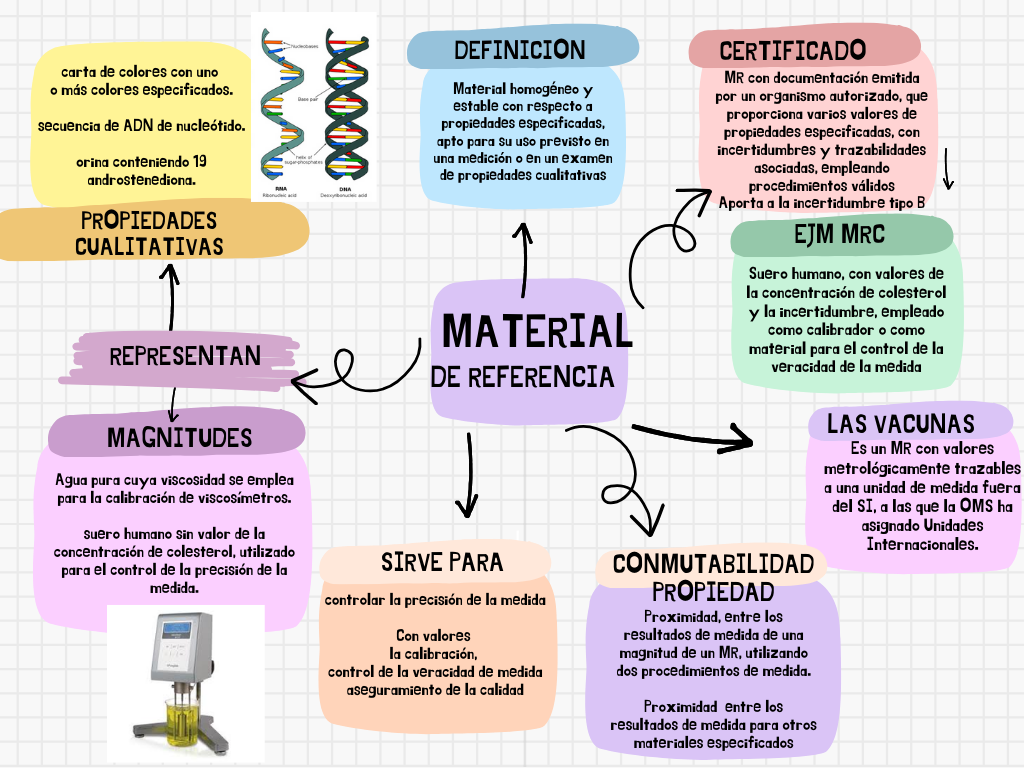 MATERIAL
DE REFERENCIA
DEFINICION
Material homogéneo y
estable con respecto a
propiedades especificadas,
apto para su uso previsto en
una medición o en un examen
de propiedades cualitativas
CERTIFICADO
MR con documentación emitida
por un organismo autorizado, que
proporciona varios valores de
propiedades especificadas, con
incertidumbres y trazabilidades
asociadas, empleando
procedimientos válidos
Aporta a la incertidumbre tipo B
EJM MRC
Suero humano, con valores de
la concentración de colesterol
y la incertidumbre, empleado
como calibrador o como
material para el control de la
veracidad de la medida
LAS VACUNAS
Es un MR con valores
metrológicamente trazables
a una unidad de medida fuera
del SI, a las que la OMS ha
asignado Unidades
Internacionales.
CONMUTABILIDAD
PROPIEDAD
Proximidad, entre los
resultados de medida de una
magnitud de un MR, utilizando
dos procedimientos de medida.
Proximidad entre los
resultados de medida para otros
materiales especificados
SIRVE PARA
controlar la precisión de la medida
Con valores
la calibración,
control de la veracidad de medida
aseguramiento de la calidad
REPRESENTAN
PROPIEDADES
CUALITATIVAS
carta de colores con uno
o más colores especificados.
secuencia de ADN de nucleótido.
orina conteniendo 19
androstenediona.
Nucleobases
Base pair
helix of
sugar-phosphates
RNA
Ribonucleic acid
DNA
Deoxyribonucleic acid
MAGNITUDES
Agua pura cuya viscosidad se emplea
para la calibración de viscosímetros.
suero humano sin valor de la
concentración de colesterol, utilizado
para el control de la precisión de la
medida.